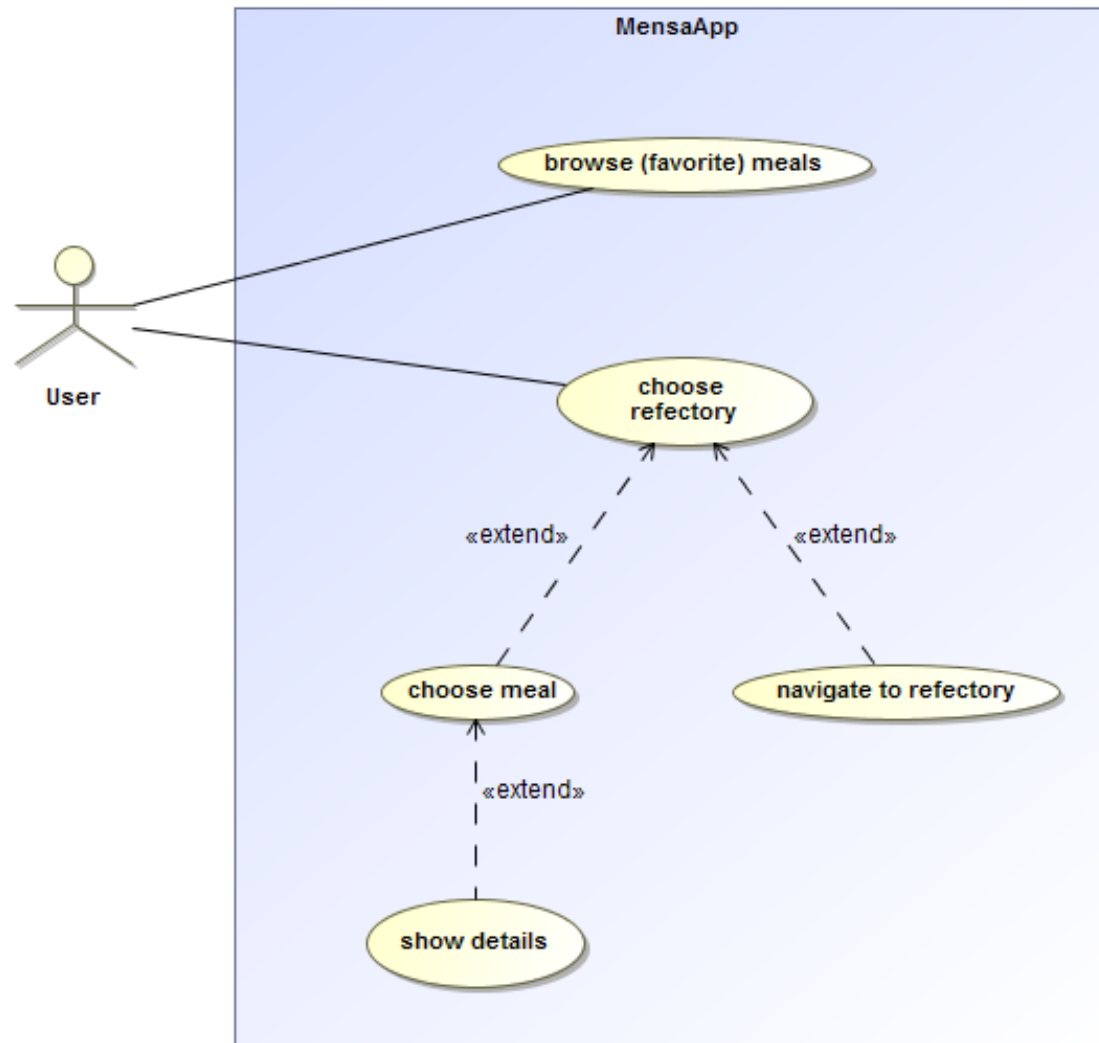 MensaApp
browse (favorite) meals
User
choose
refectory
«extend»
«extend»
choose meal
navigate to refectory
«extend»
show details